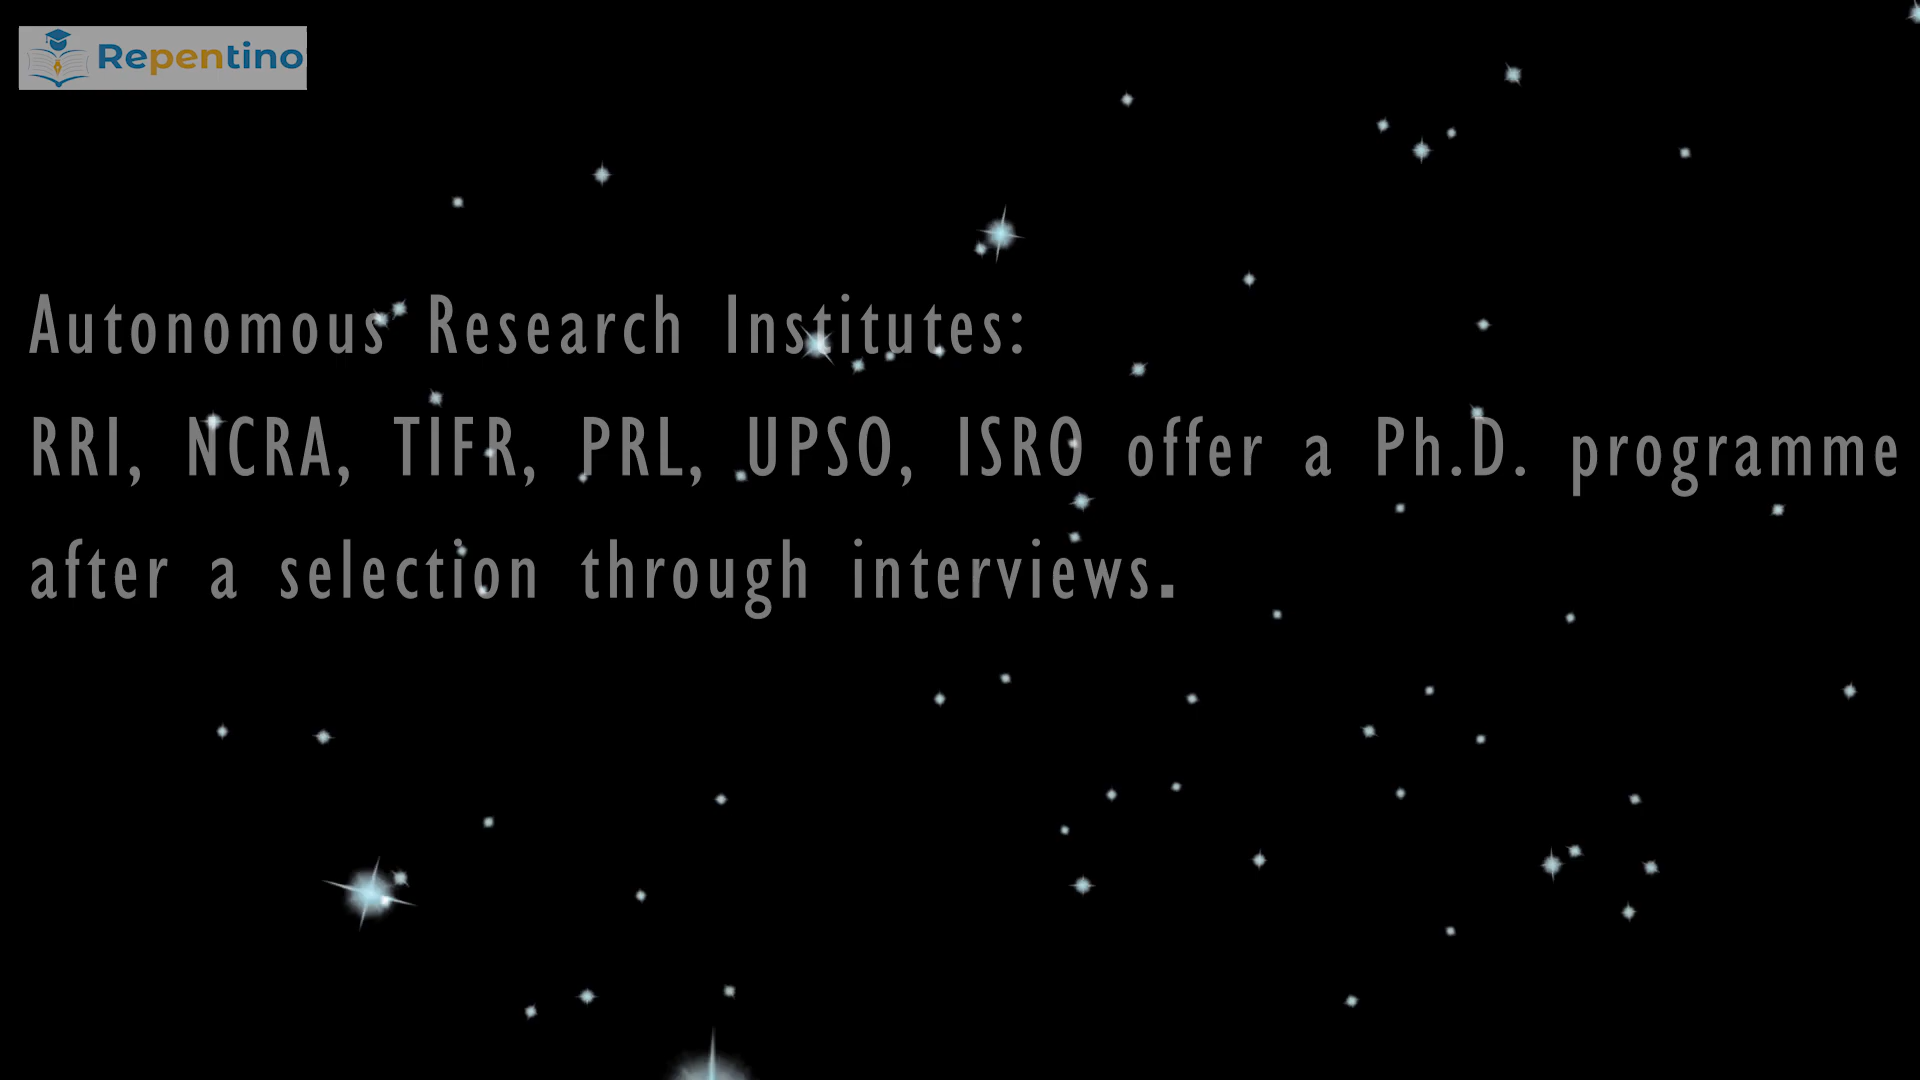 Repentino
Autonomous Research Institutes:
RRI, NCRA, TIFR, PRL, UPSO, ISRO offer a Ph.D. programme
after a selection through interviews.